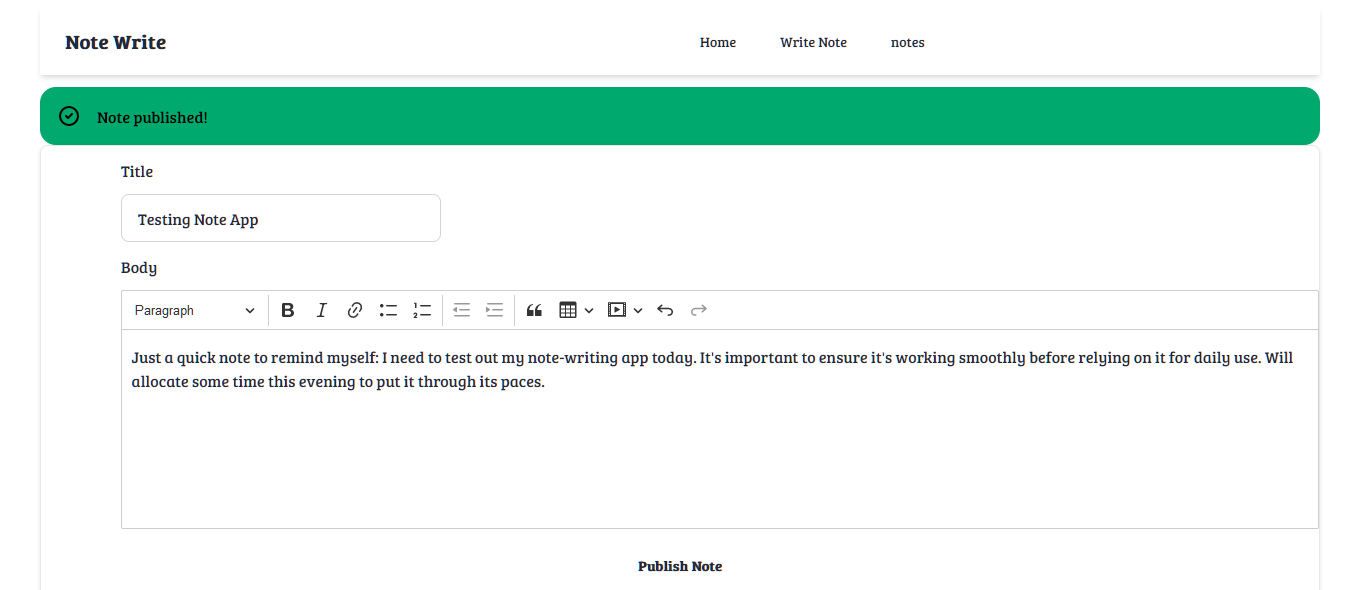 Note Write
Home Write Note notes
Note published!
Title
Testing Note App
Body
Paragraph
Just a quick note to remind myself: I need to test out my note-writing app today. It's important to ensure it's working smoothly before relying on it for daily use. Will
allocate some time this evening to put it through its paces.
Publish Note